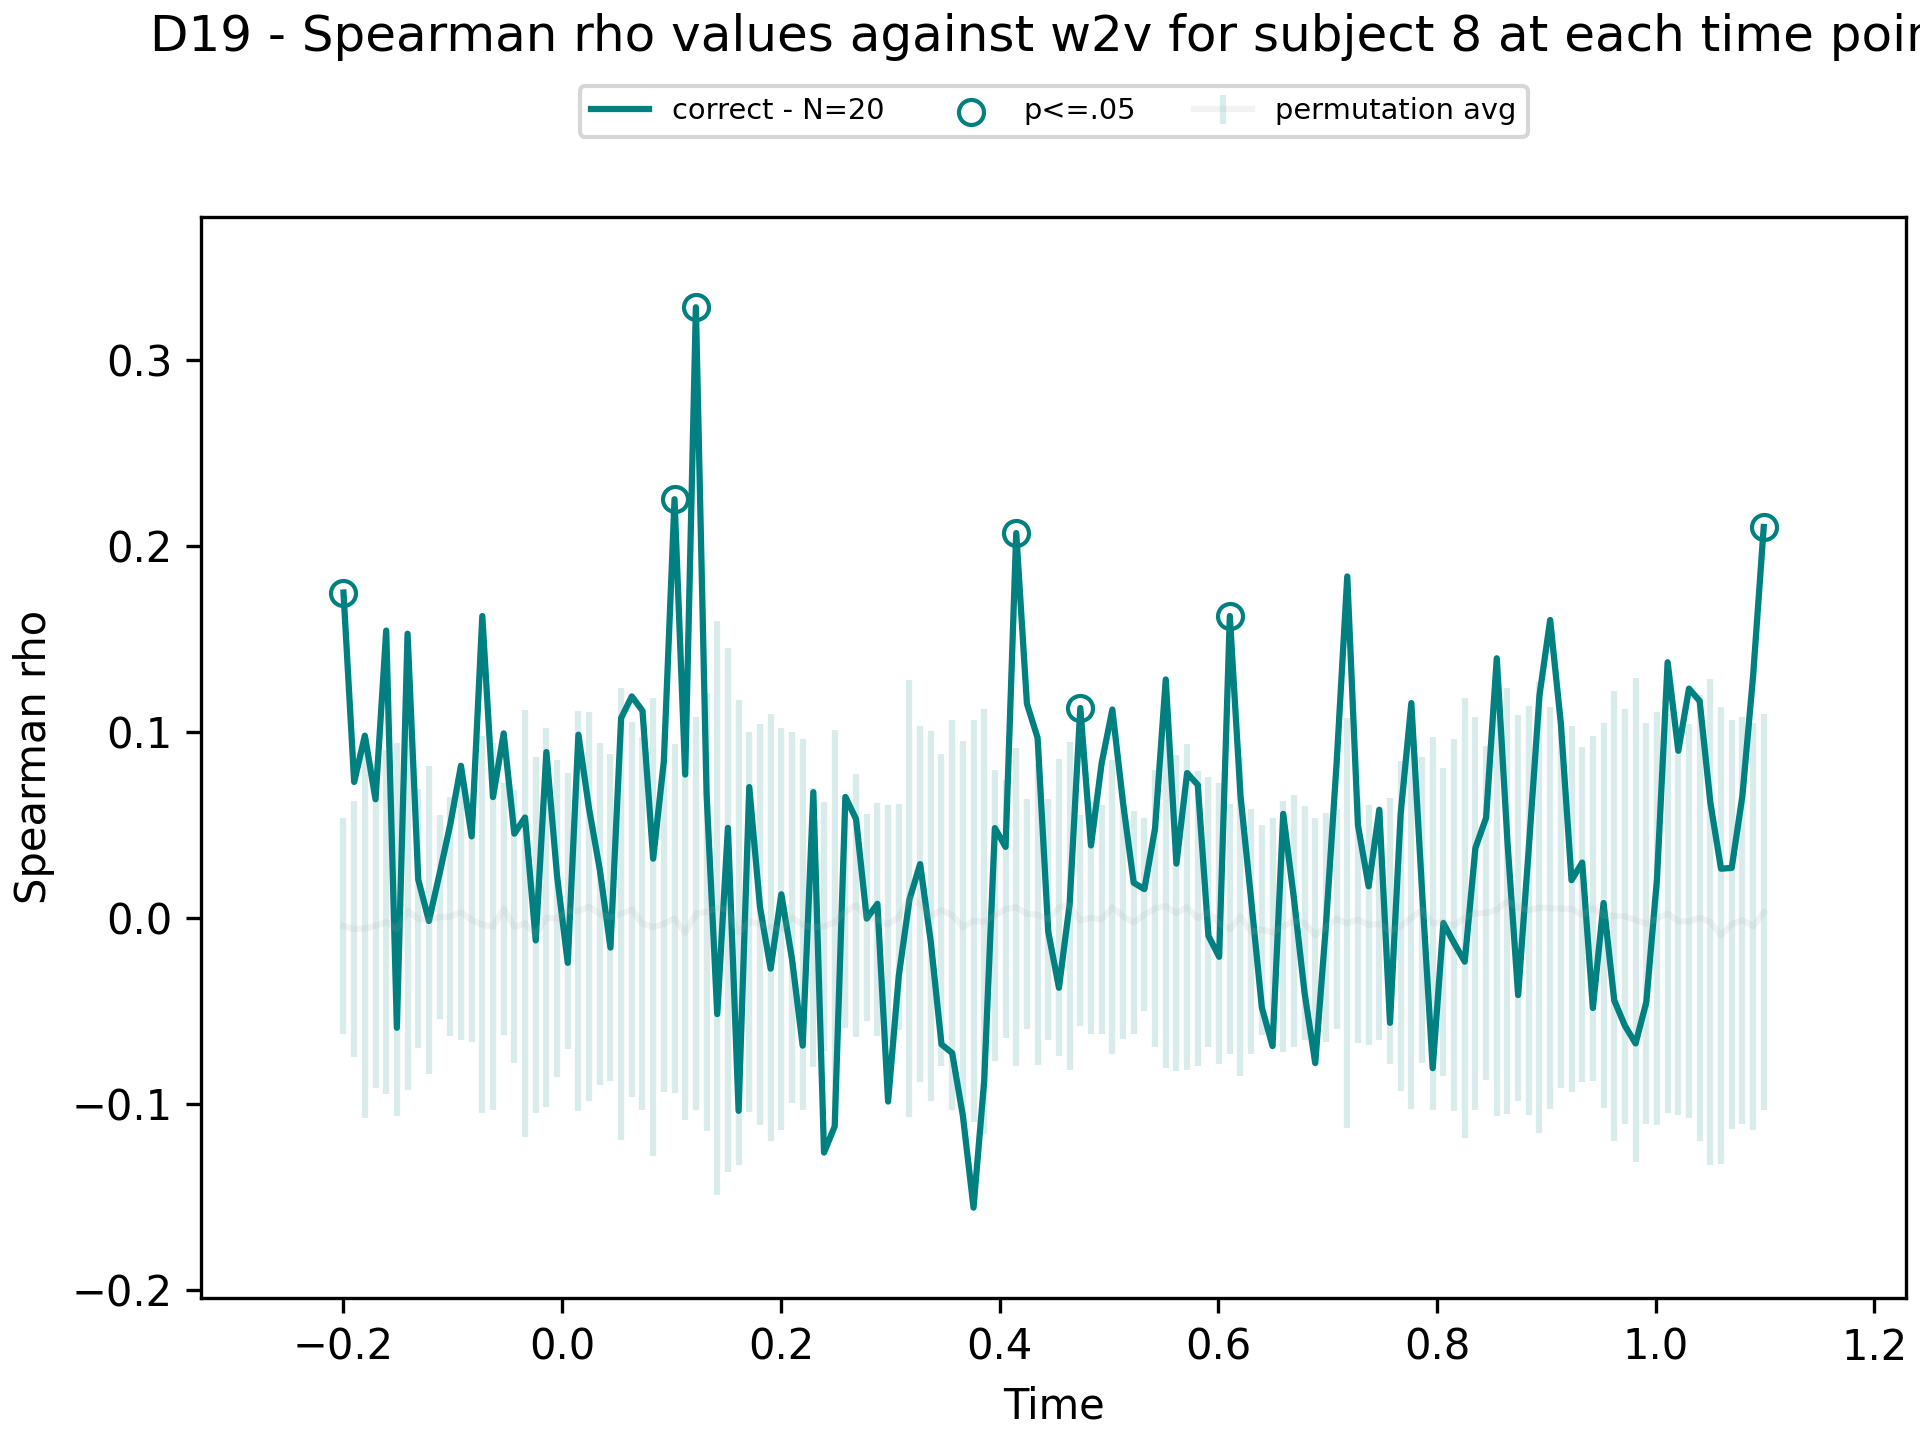 D19 - Spearman rho values against w2v for subject 8 at each time
correct - N=20 p<=.05 permutation avg
0.3
0.2
0.1
0.0
−0.1
−0.2
Spearman rho
−0.2 0.0 0.2 0.4 0.6 0.8 1.0 1.2
Time